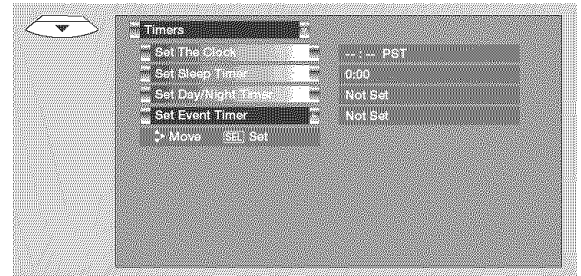 Timers
Set The Clock --:-- PST
Set Sleep Timer 0:00
Set Day/Night Timer Not Set
Set Event Timer Not Set
Move SEL Set